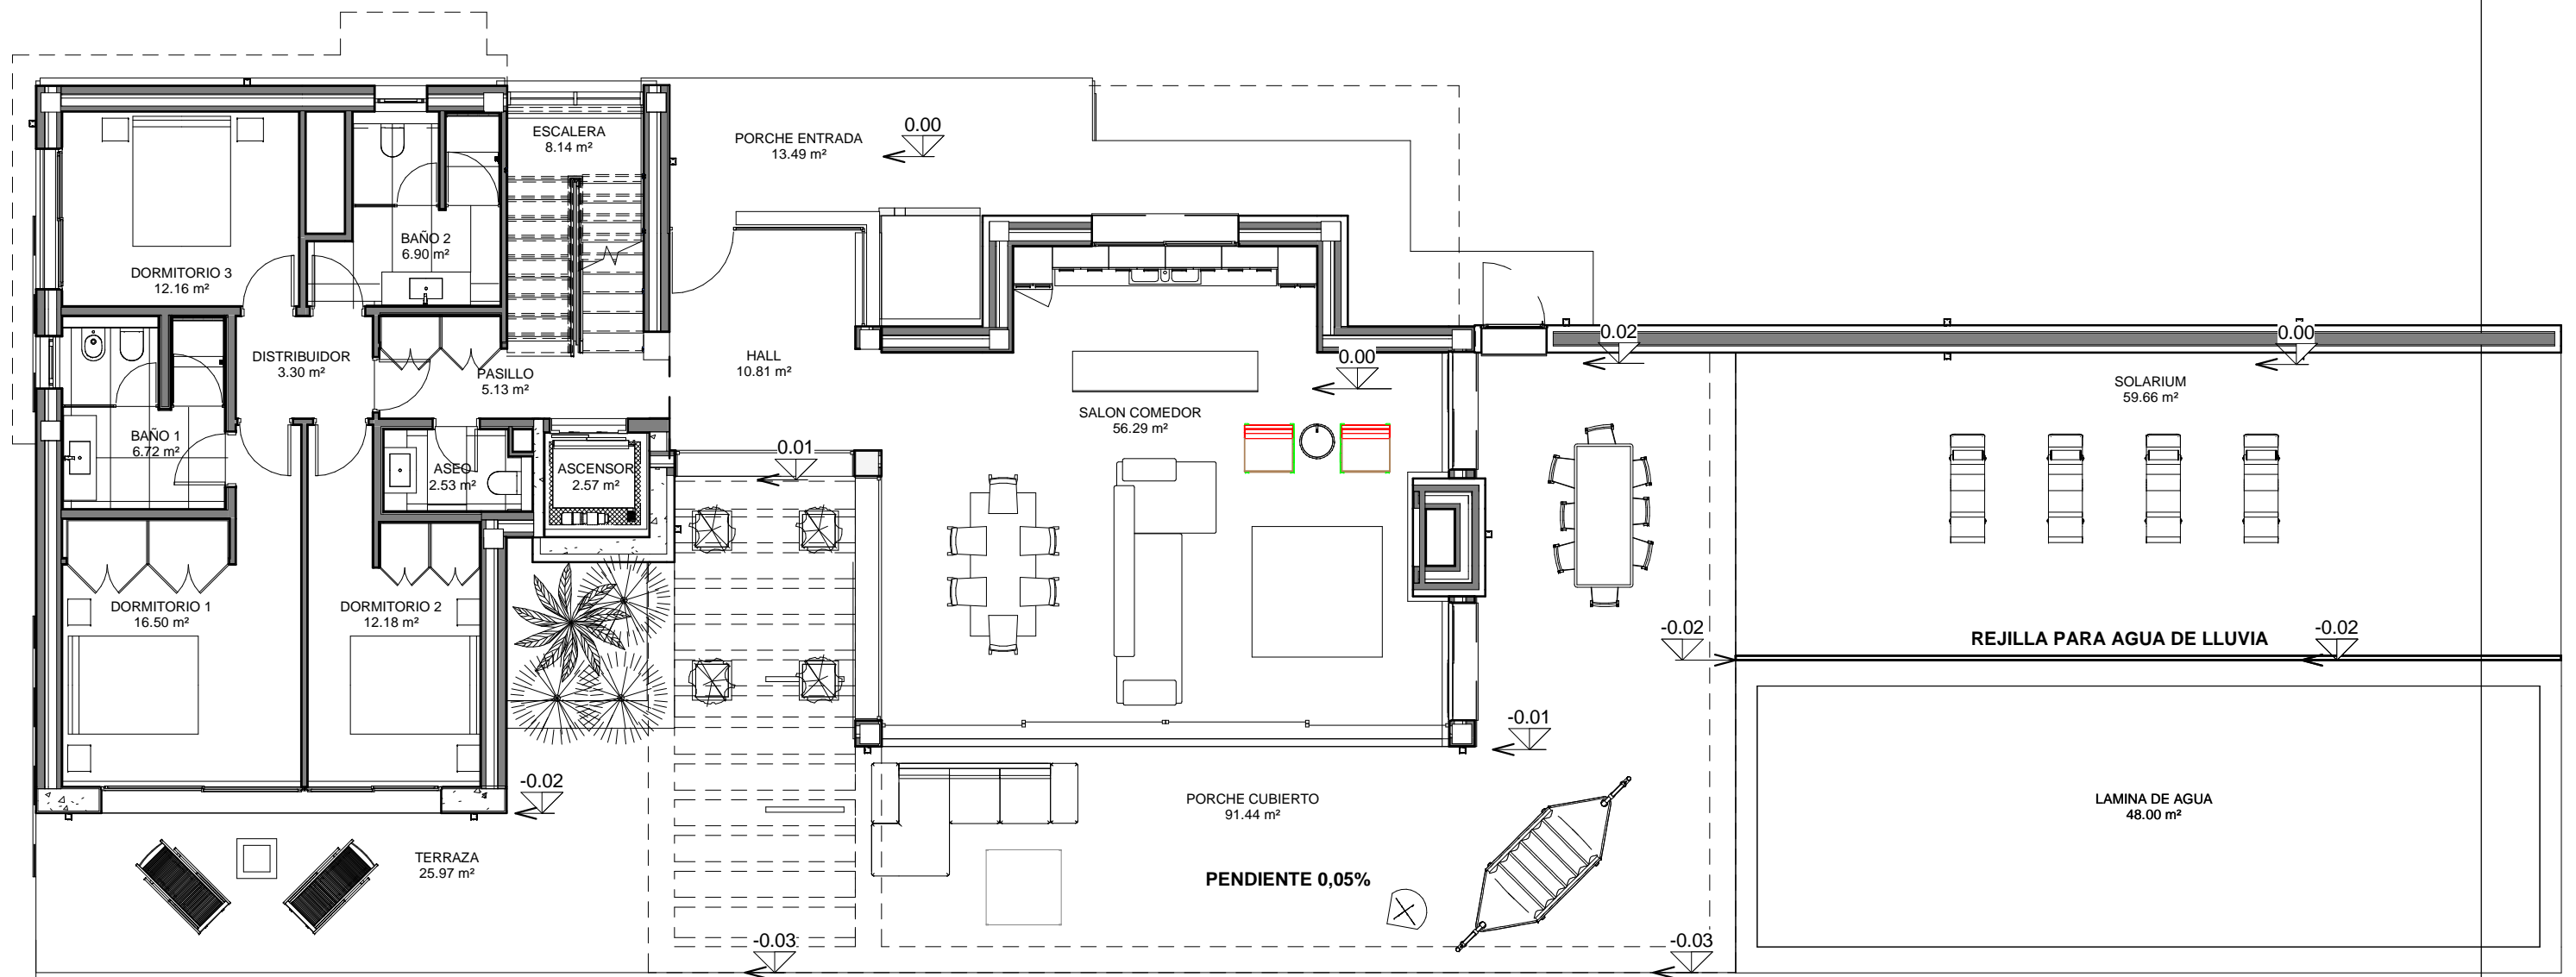 ESCALERA
8.14 m²
PORCHE ENTRADA
13.49 m²
0.00
BAÑO 2
6.90 m²
DORMITORIO 3
12.16 m²
DISTRIBUIDOR
3.30 m²
PASILLO
5.13 m²
HALL
10.81 m²
0.00
0.02
0.00
SOLARIUM
59.66 m²
SALON COMEDOR
56.29 m²
BAÑO 1
6.72 m²
ASEO
2.53 m²
ASCENSOR
2.57 m²
0.01
DORMITORIO 1
16.50 m²
DORMITORIO 2
12.18 m²
-0.02
REJILLA PARA AGUA DE LLUVIA
-0.02
-0.01
-0.02
PORCHE CUBIERTO
91.44 m²
LAMINA DE AGUA
48.00 m²
TERRAZA
25.97 m²
PENDIENTE 0,05%
-0.03
-0.03